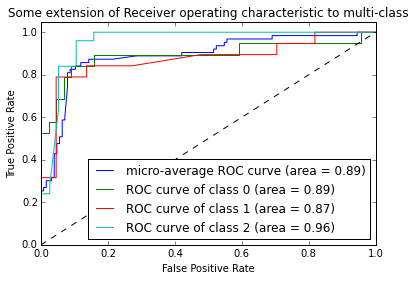 Some extension of Receiver operating characteristic to multi-class
1.0
0.8
0.6
0.4
0.2
0.0
True Positive Rate
micro-average ROC curve (area = 0.89)
ROC curve of class 0 (area = 0.89)
ROC curve of class 1 (area = 0.87)
ROC curve of class 2 (area = 0.96)
0.0 0.2 0.4 0.6 0.8 1.0
False Positive Rate